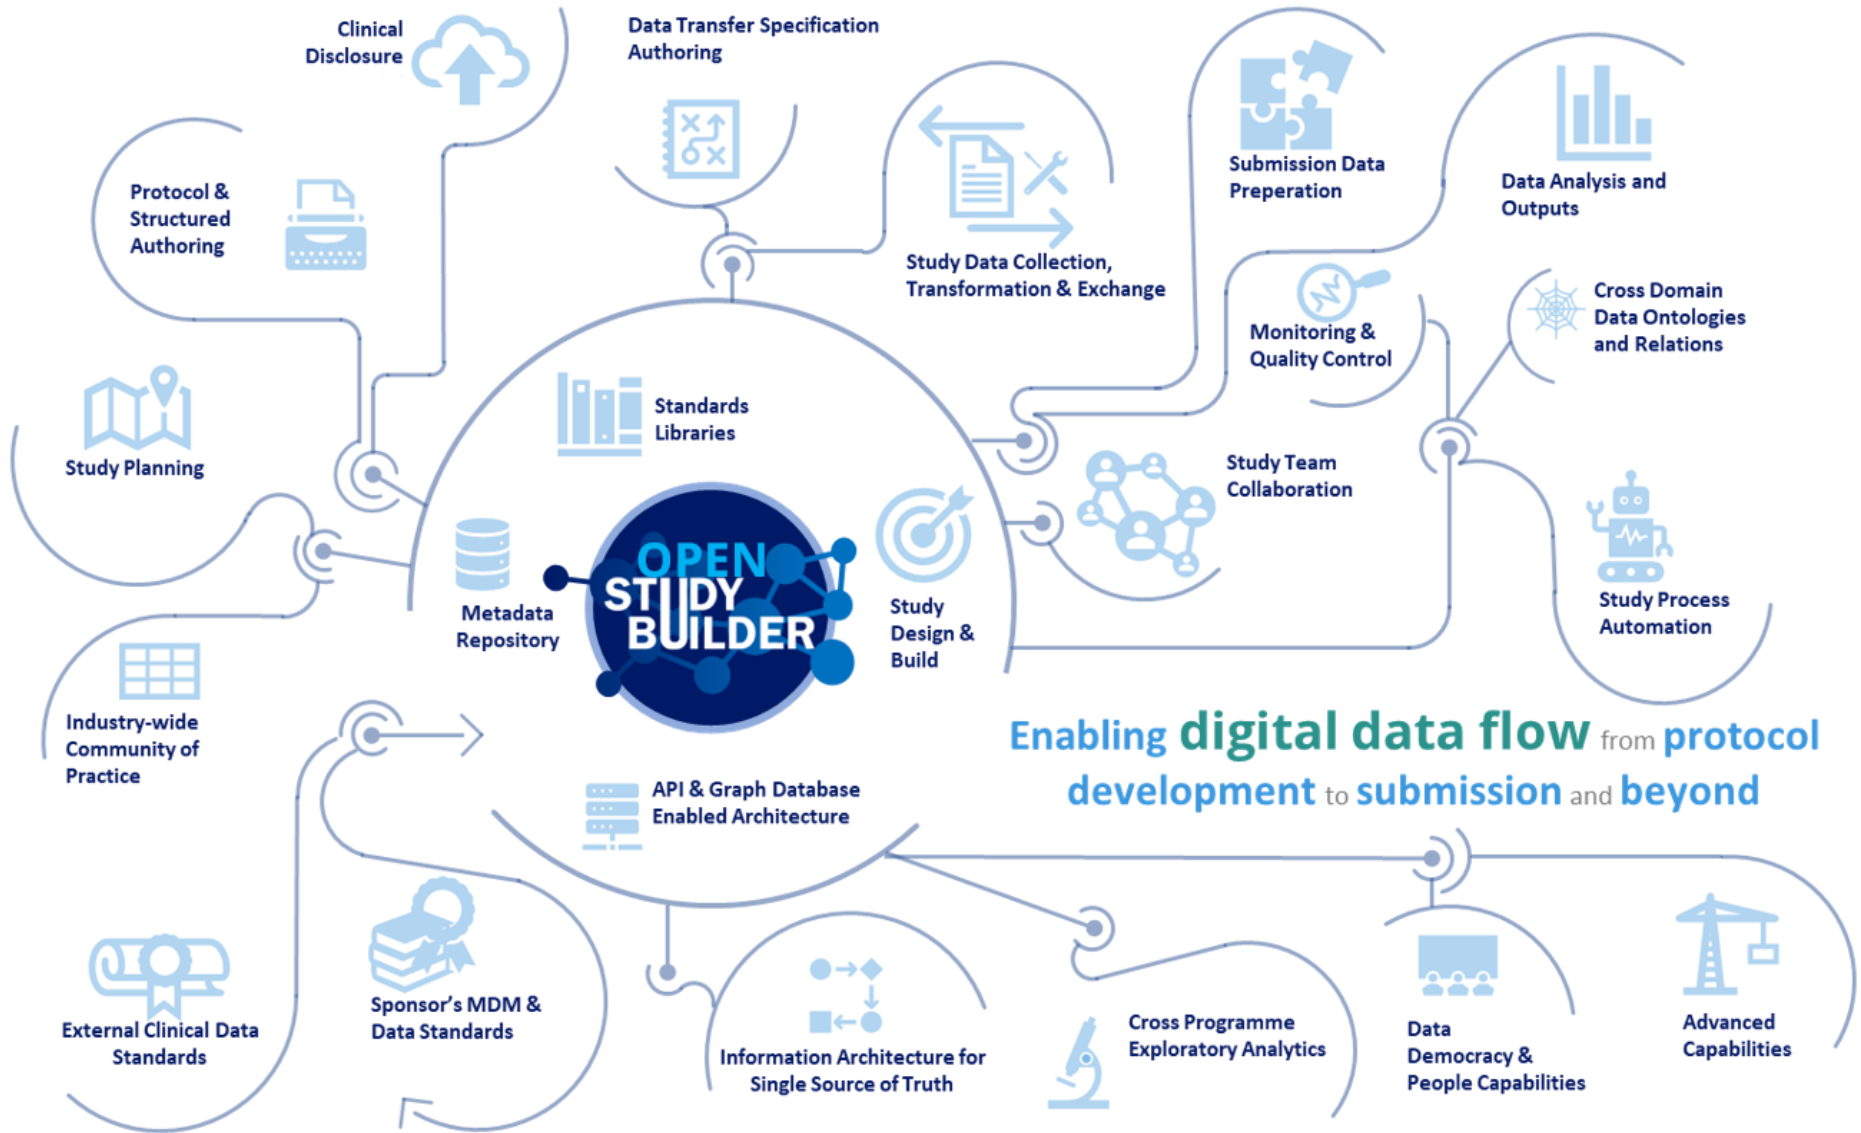 Clinical
Disclosure
Data Transfer Specification
Authoring
Protocol &
Structured
Authoring
Study Data Collection,
Transformation & Exchange
Submission Data
Preperation
Data Analysis and
Outputs
Monitoring &
Quality Control
Cross Domain
Data Ontologies
and Relations
Study Planning
Standards
Libraries
Study Team
Collaboration
Metadata
Repository
OPEN
STUDY
BUILDER
Study
Design &
Build
Study Process
Automation
Industry-wide
Community of
Practice
Enabling digital data flow from protocol
development to submission and beyond
API & Graph Database
Enabled Architecture
External Clinical Data
Standards
Sponsor's MDM &
Data Standards
Information Architecture for
Single Source of Truth
Cross Programme
Exploratory Analytics
Data
Democracy &
People Capabilities
Advanced
Capabilities